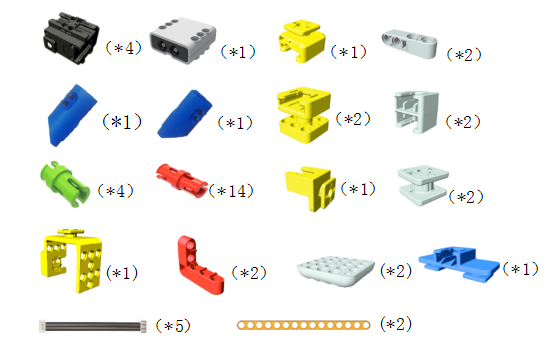 (*4) (*1) (*1) (*2)
(*1) (*1) (*2) (*2)
(*4) (*14) (*1) (*2)
(*1) (*2) (*2) (*1)
(*5) (*2)